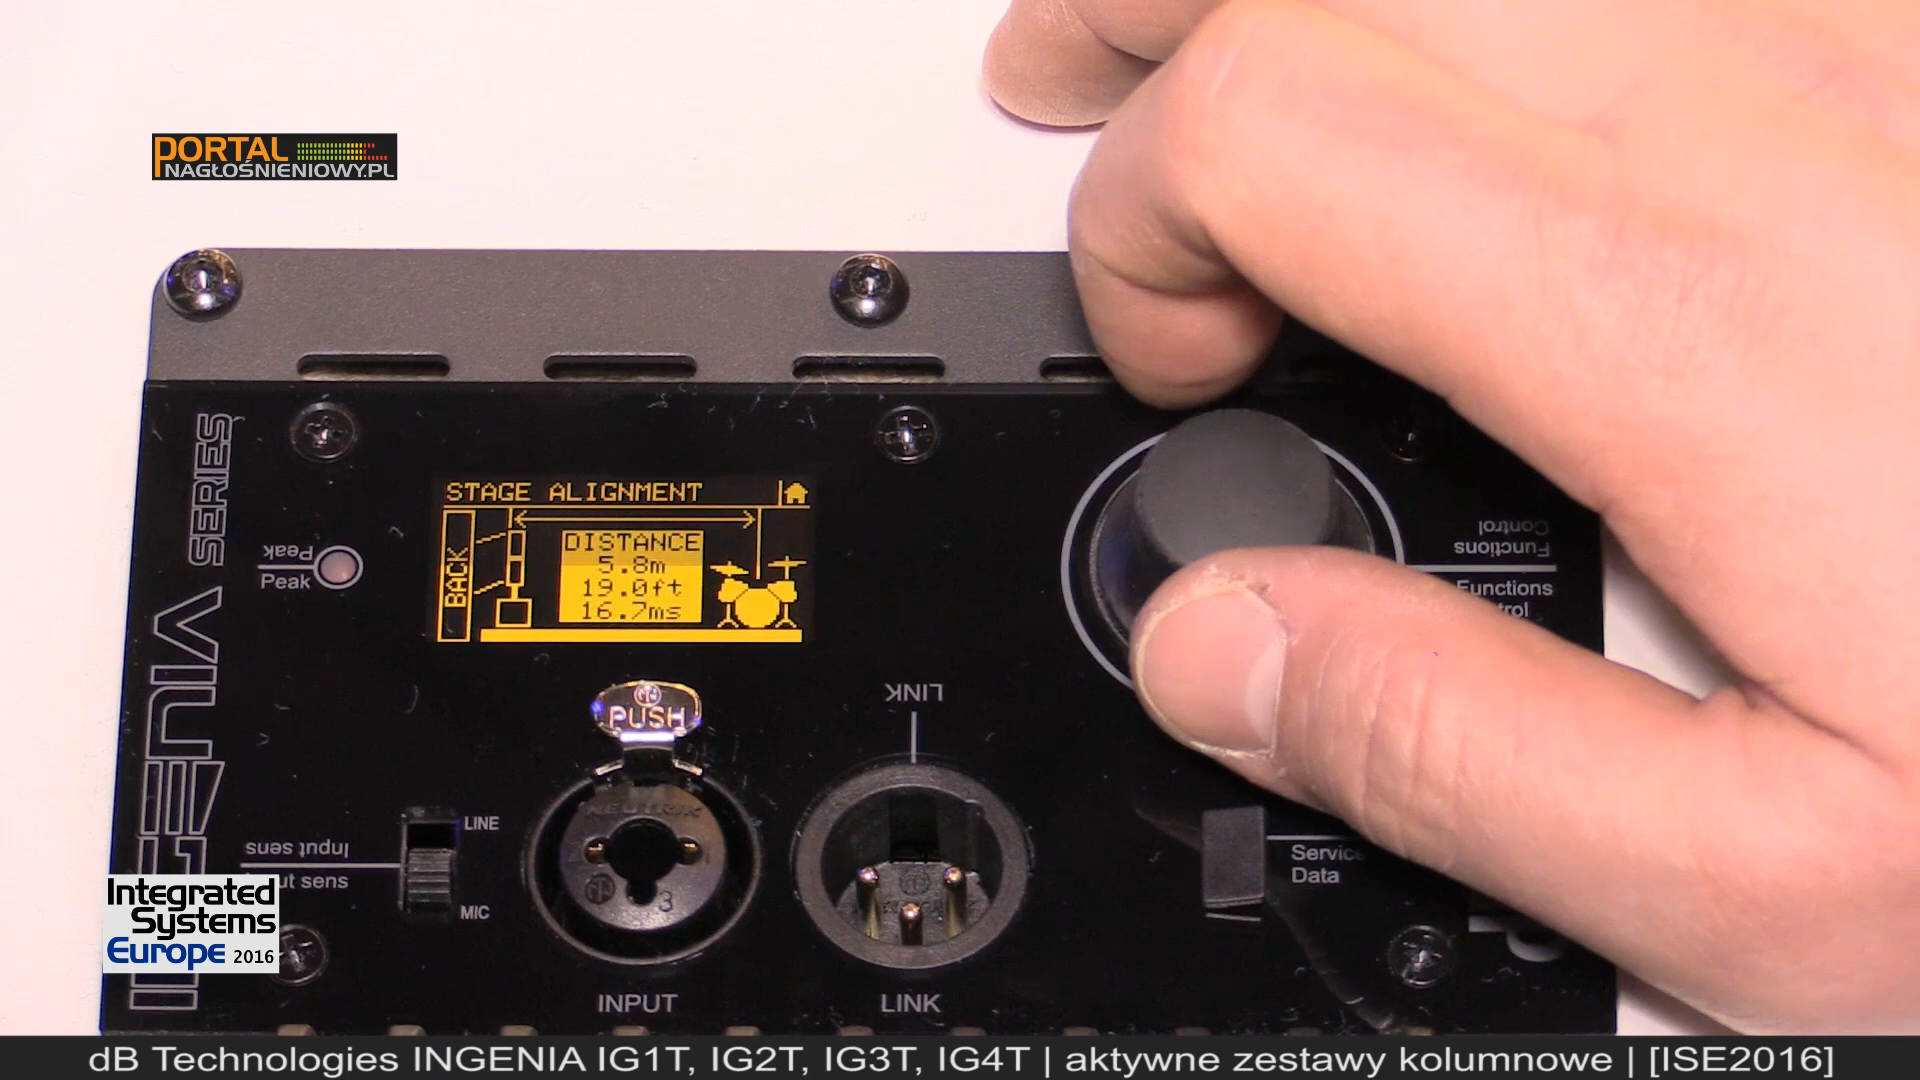 PORTAL
NAGŁOŚNIENIOWY.PL
SERIES
Peak
Peak
STAGE ALIGNMENT
BACK
DISTANCE
5.8m
19.0ft
16.7ms
Functions
Control
Functions
PUSH
LINK
LINE
Input sens
MIC
NEUTRIK
3
Service
Data
INPUT
LINK
Integrated
Systems
Europe 2016
dB Technologies INGENIA IG1T, IG2T, IG3T, IG4T | aktywne zestawy kolumnowe | [ISE2016]